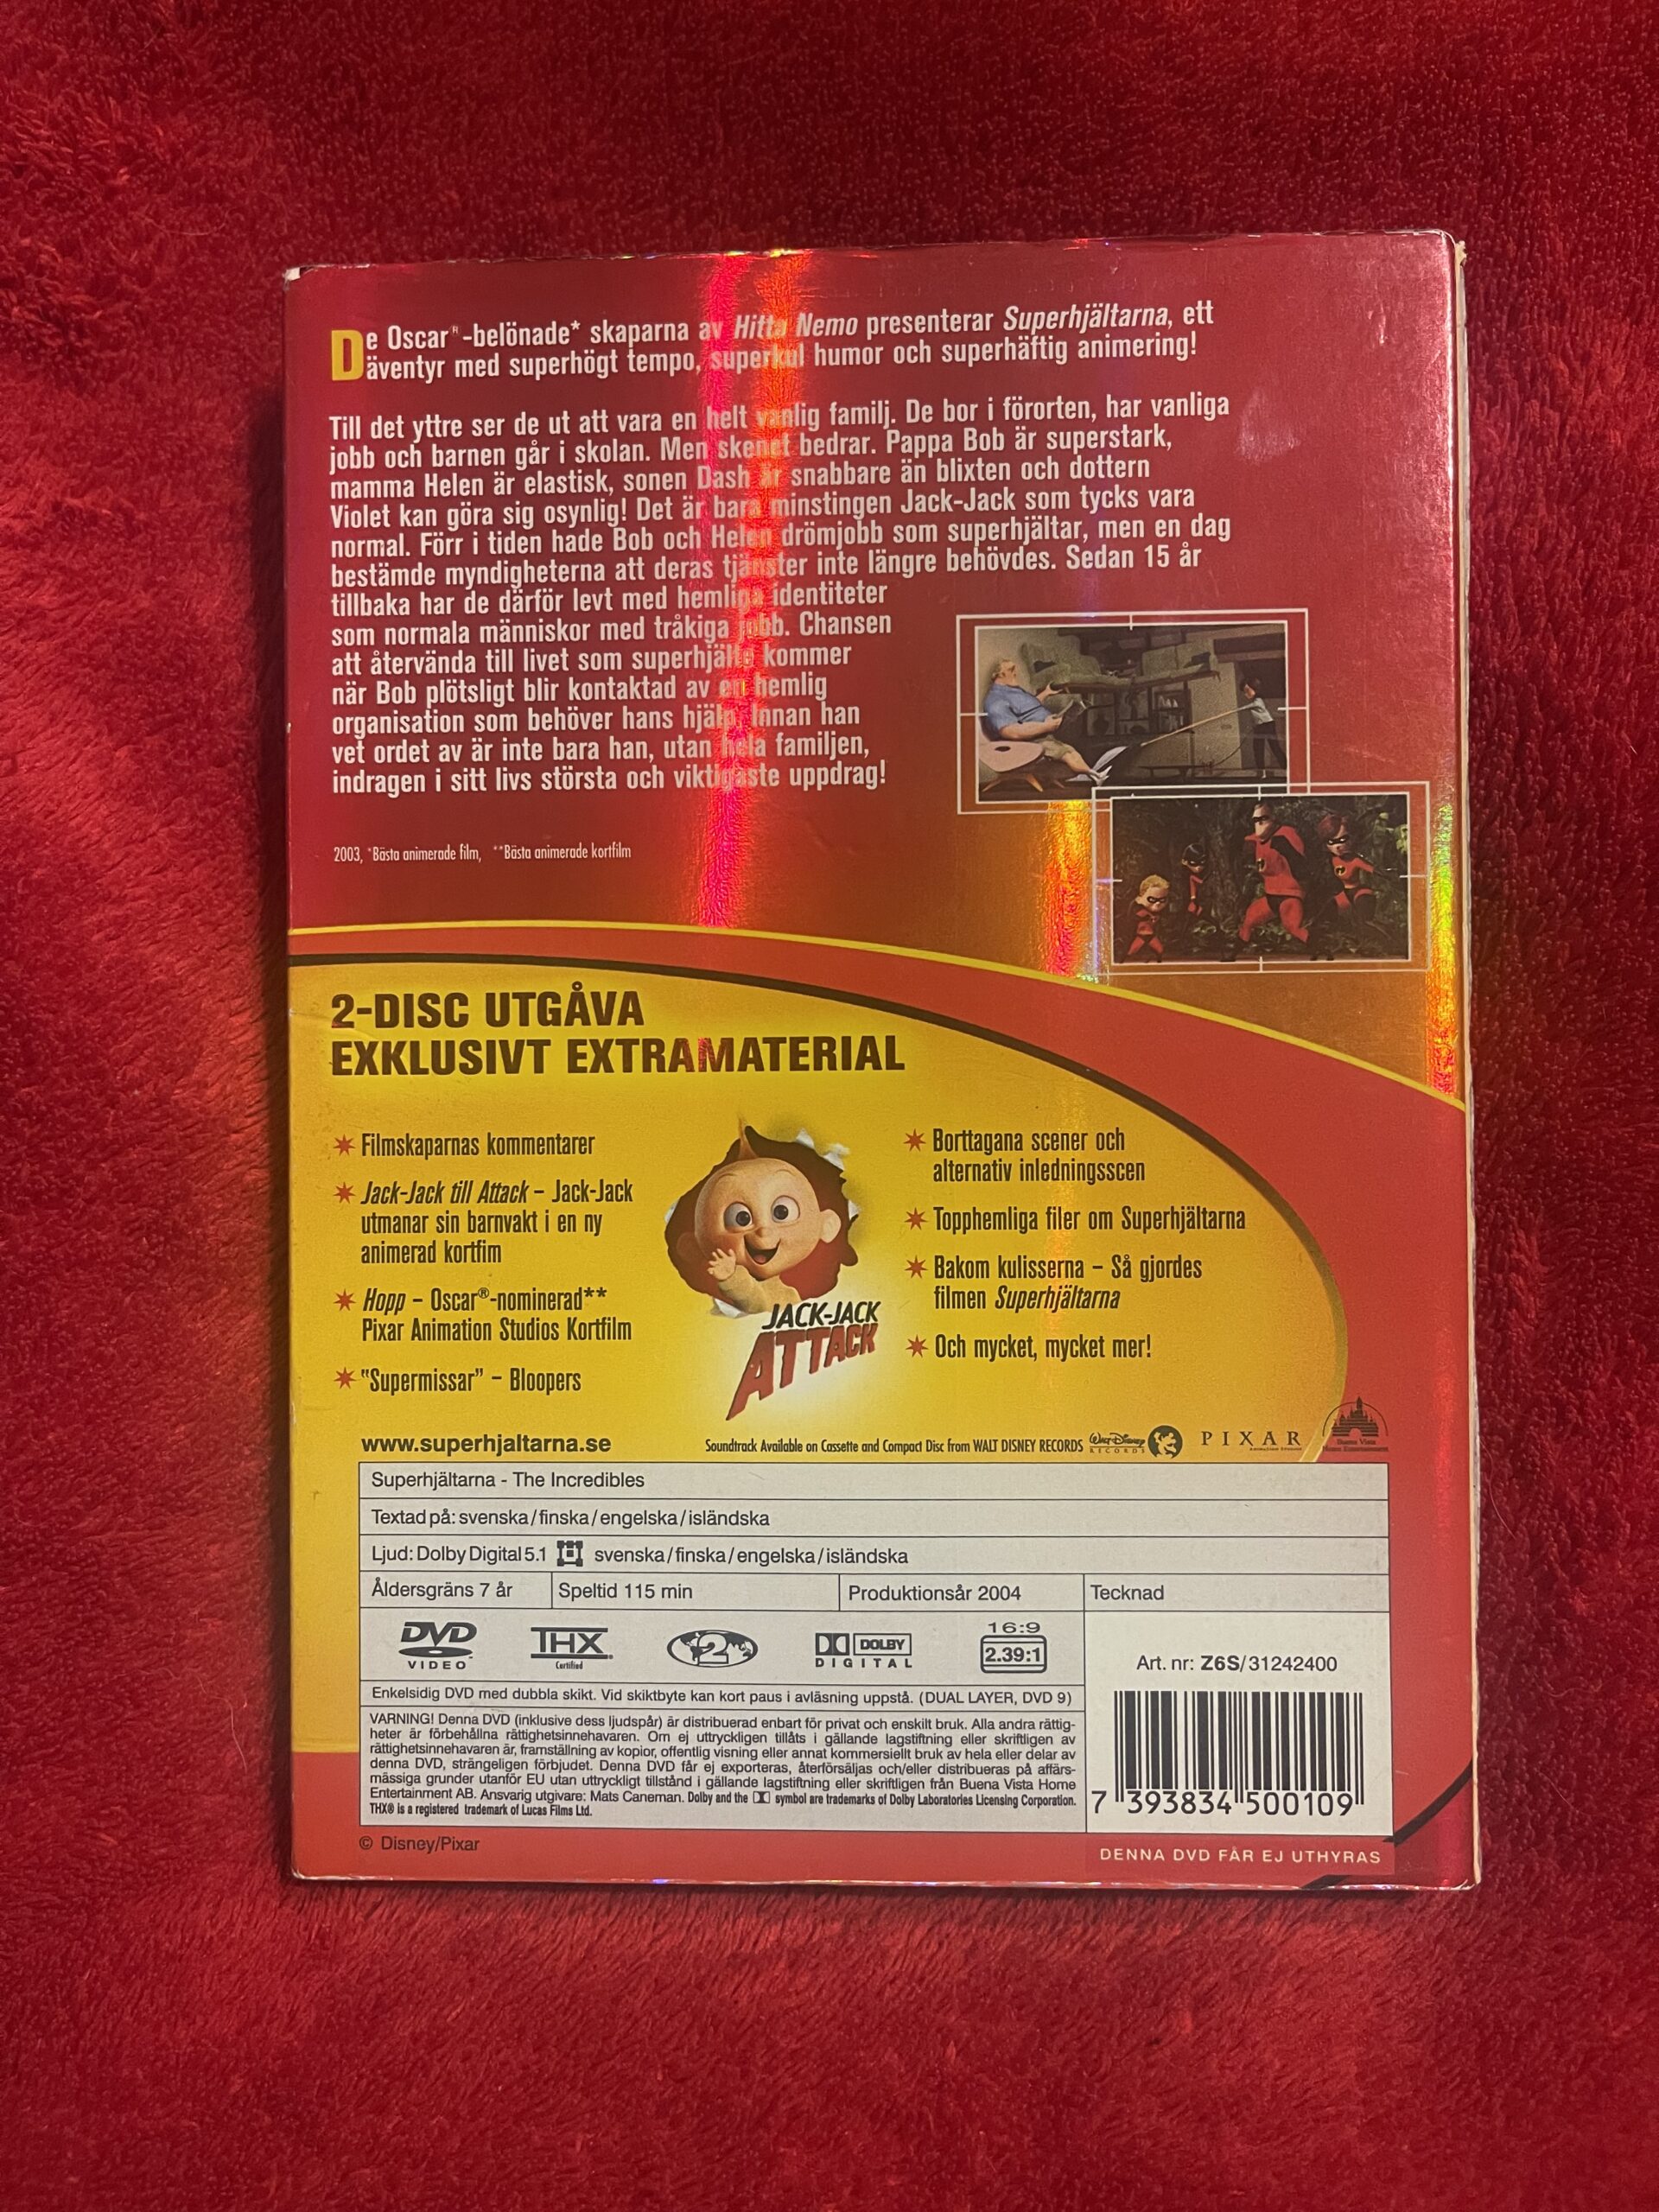 De Oscar®-belönade* skaparna av Hitta Nemo presenterar Superhjältarna, ett
äventyr med superhögt tempo, superkul humor och superhäftig animering!
Till det yttre ser de ut att vara en helt vanlig familj. De bor i förorten, har vanliga
jobb och barnen går i skolan. Men skenet bedrar. Pappa Bob är superstark,
mamma Helen är elastisk, sonen Dash är snabbare än blixten och dottern
Violet kan göra sig osynlig! Det är bara minstingen Jack-Jack som tycks vara
normal. Förr i tiden hade Bob och Helen drömjobb som superhjältar, men en dag
bestämde myndigheterna att deras tjänster inte längre behövdes. Sedan 15 år
tillbaka har de därför levt med hemliga identiteter
som normala människor med tråkiga jobb. Chansen
att återvända till livet som superhjälte kommer
när Bob plötsligt blir kontaktad av en hemlig
organisation som behöver hans hjälp. Innan han
vet ordet av är inte bara han, utan hela familjen,
indragen i sitt livs största och viktigaste uppdrag!
2003, *Bästa animerade film, **Bästa animerade kortfilm
2-DISC UTGÅVA
EXKLUSIVT EXTRAMATERIAL
Filmskaparnas kommentarer
Jack-Jack till Attack – Jack-Jack
utmanar sin barnvakt i en ny
animerad kortfim
Hopp – Oscar®-nominerad**
Pixar Animation Studios Kortfilm
"Supermissar" – Bloopers
JACK-JACK
ATTACK
Borttagana scener och
alternativ inledningsscen
Topphemliga filer om Superhjältarna
Bakom kulisserna – Så gjordes
filmen Superhjältarna
Och mycket, mycket mer!
www.superhjaltarna.se
Soundtrack Available on Cassette and Compact Disc from WALT DISNEY RECORDS
Walt Disney
RECORDS
PIXAR
ANIMATION STUDIOS
Buena Vista
Home Entertainment
Superhjältarna - The Incredibles
Textad på: svenska/finska/engelska/isländska
Ljud: Dolby Digital 5.1 svenska/finska/engelska/isländska
Åldersgräns 7 år
Speltid 115 min
Produktionsår 2004
Tecknad
DVD
VIDEO
THX
Certified
2
DOLBY
DIGITAL
16:9
2.39:1
Art. nr: Z6S/31242400
Enkelsidig DVD med dubbla skikt. Vid skiktbyte kan kort paus i avläsning uppstå. (DUAL LAYER, DVD 9)
VARNING! Denna DVD (inklusive dess ljudspår) är distribuerad enbart för privat och enskilt bruk. Alla andra rättig-
heter är förbehållna rättighetsinnehavaren. Om ej uttryckligen tillåts i gällande lagstiftning eller skriftligen av
rättighetsinnehavaren är, framställning av kopior, offentlig visning eller annat kommersiellt bruk av hela eller delar av
denna DVD, strängeligen förbjudet. Denna DVD får ej exporteras, återförsäljas och/eller distribueras på affärs-
mässiga grunder utanför EU utan uttryckligt tillstånd i gällande lagstiftning eller skriftligen från Buena Vista Home
Entertainment AB. Ansvarig utgivare: Mats Caneman. Dolby and the symbol are trademarks of Dolby Laboratories Licensing Corporation.
THX® is a registered trademark of Lucas Films Ltd.
7 393834 500109
© Disney/Pixar
DENNA DVD FÅR EJ UTHYRAS